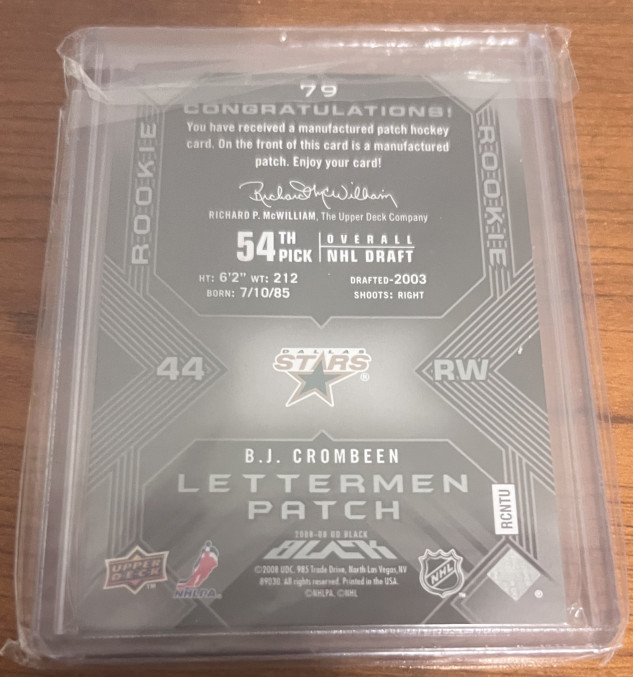 79
CONGRATULATIONS!
You have received a manufactured patch hockey
card. On the front of this card is a manufactured
patch. Enjoy your card!
Richard McWilliam
RICHARD P. McWILLIAM, The Upper Deck Company
54TH PICK
OVERALL
NHL DRAFT
HT: 6'2" WT: 212
BORN: 7/10/85
DRAFTED-2003
SHOOTS: RIGHT
ROOKIE
ROOKIE
44
DALLAS
STARS®
RW
B.J. CROMBEEN
LETTERMEN
PATCH
RCNTU
2008-09 UD BLACK
BLACK
UPPER
DECK
NHLPA
©2008 UDC. 985 Trade Drive, North Las Vegas, NV
89030. All rights reserved. Printed in the USA.
©NHLPA. ©NHL
NHL
™
®